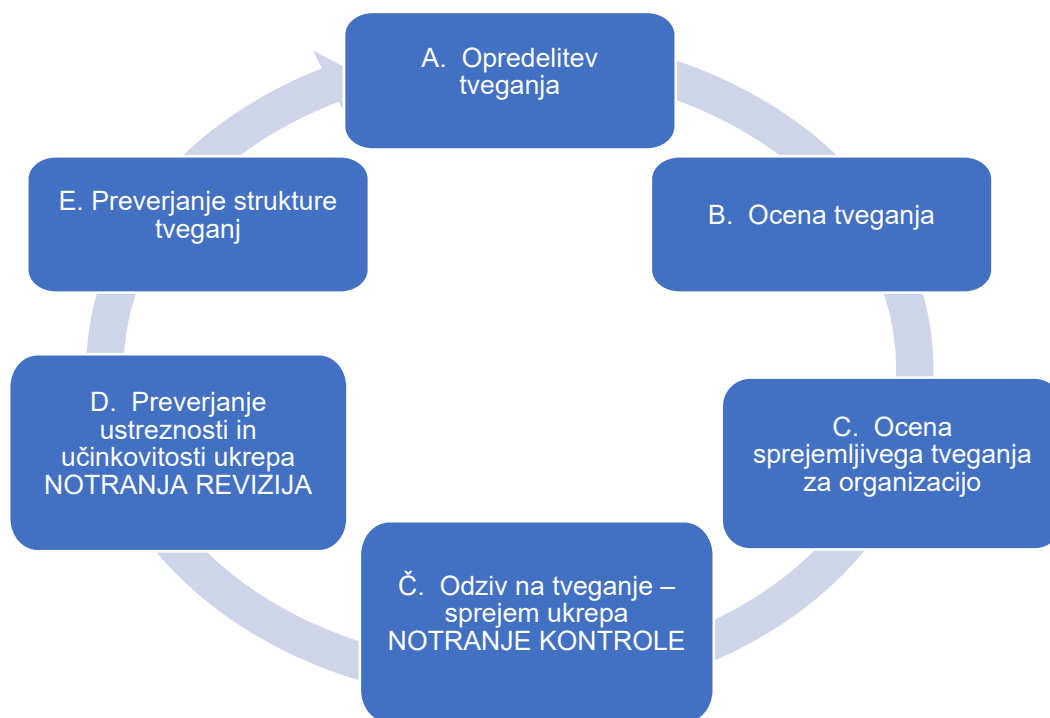 A. Opredelitev
tveganja
B. Ocena tveganja
C. Ocena
sprejemljivega tveganja
za organizacijo
Č. Odziv na tveganje –
sprejem ukrepa
NOTRANJE KONTROLE
D. Preverjanje
ustreznosti in
učinkovitosti ukrepa
NOTRANJA REVIZIJA
E. Preverjanje strukture
tveganj